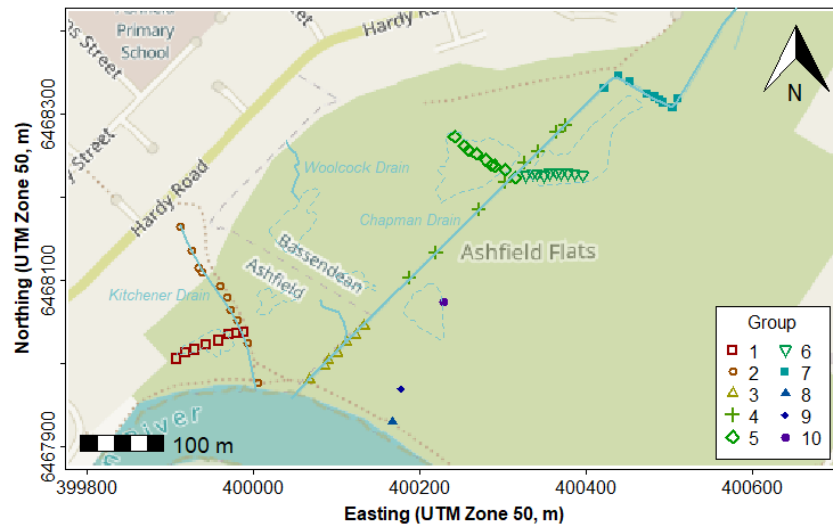 Primary
School
Hardy Road
Street
Street
Hardy Road
Woolcock Drain
Chapman Drain
Bassendean
Ashfield
Ashfield Flats
Kitchener Drain
River
N
100 m
Group
1
2
3
4
5
6
7
8
9
10
6468300
6468100
6467900
Northing (UTM Zone 50, m)
399800
400000
400200
400400
400600
Easting (UTM Zone 50, m)